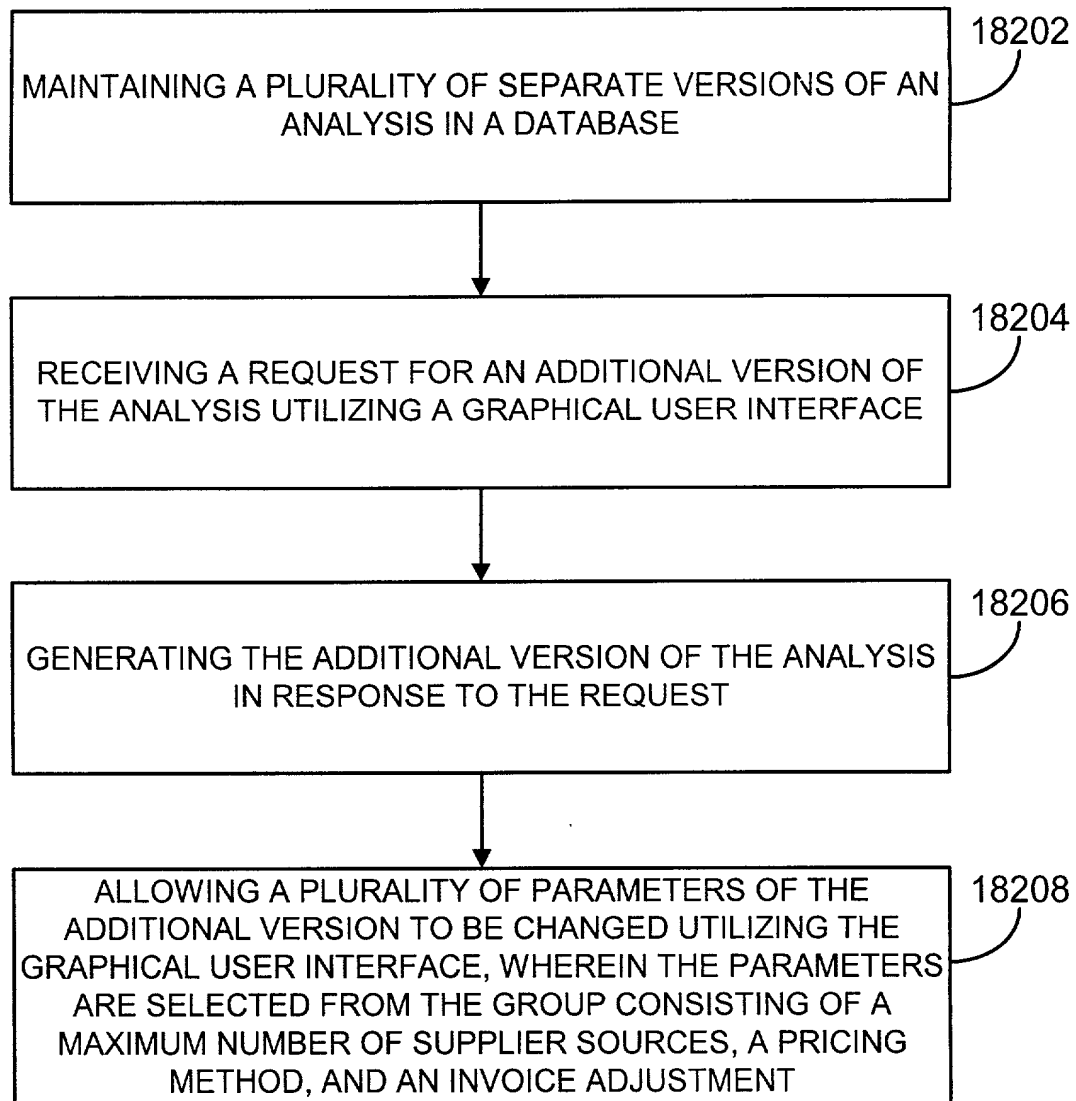 18202
MAINTAINING A PLURALITY OF SEPARATE VERSIONS OF AN
ANALYSIS IN A DATABASE
18204
RECEIVING A REQUEST FOR AN ADDITIONAL VERSION OF
THE ANALYSIS UTILIZING A GRAPHICAL USER INTERFACE
18206
GENERATING THE ADDITIONAL VERSION OF THE ANALYSIS
IN RESPONSE TO THE REQUEST
18208
ALLOWING A PLURALITY OF PARAMETERS OF THE
ADDITIONAL VERSION TO BE CHANGED UTILIZING THE
GRAPHICAL USER INTERFACE, WHEREIN THE PARAMETERS
ARE SELECTED FROM THE GROUP CONSISTING OF A
MAXIMUM NUMBER OF SUPPLIER SOURCES, A PRICING
METHOD, AND AN INVOICE ADJUSTMENT